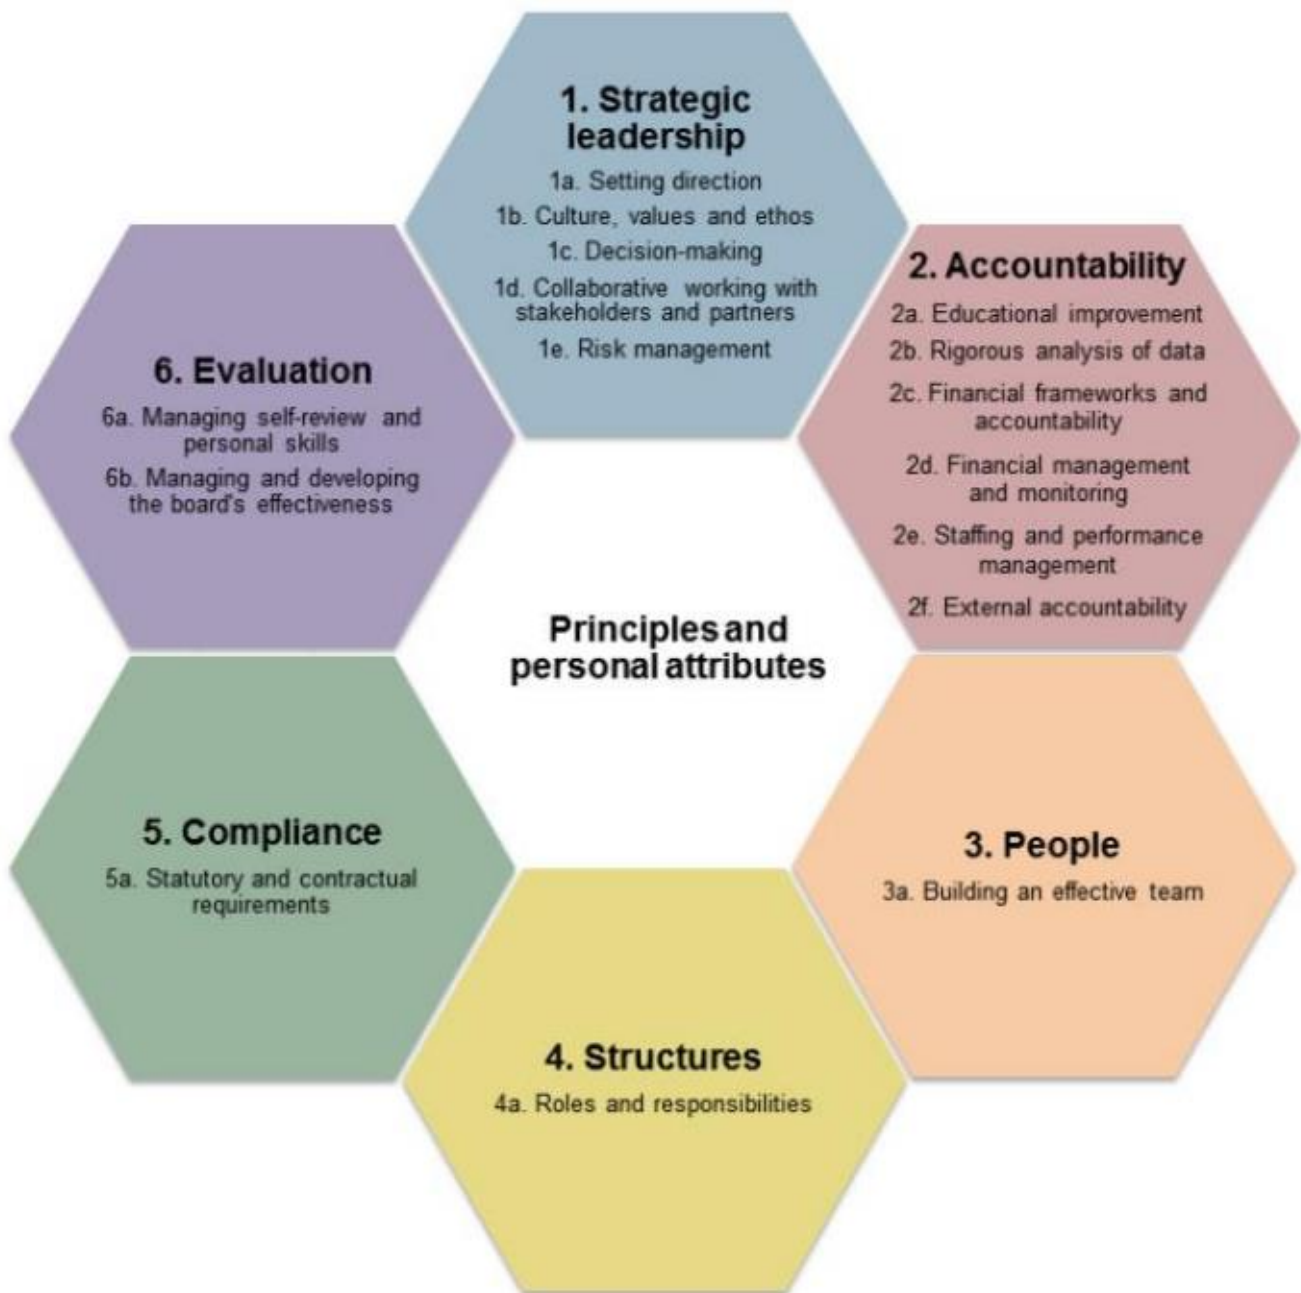 1. Strategic
leadership
1a. Setting direction
1b. Culture, values and ethos
1c. Decision-making
1d. Collaborative working with
stakeholders and partners
1e. Risk management
2. Accountability
2a. Educational improvement
2b. Rigorous analysis of data
2c. Financial frameworks and
accountability
2d. Financial management
and monitoring
2e. Staffing and performance
management
2f. External accountability
3. People
3a. Building an effective team
4. Structures
4a. Roles and responsibilities
5. Compliance
5a. Statutory and contractual
requirements
6. Evaluation
6a. Managing self-review and
personal skills
6b. Managing and developing
the board's effectiveness
Principles and
personal attributes